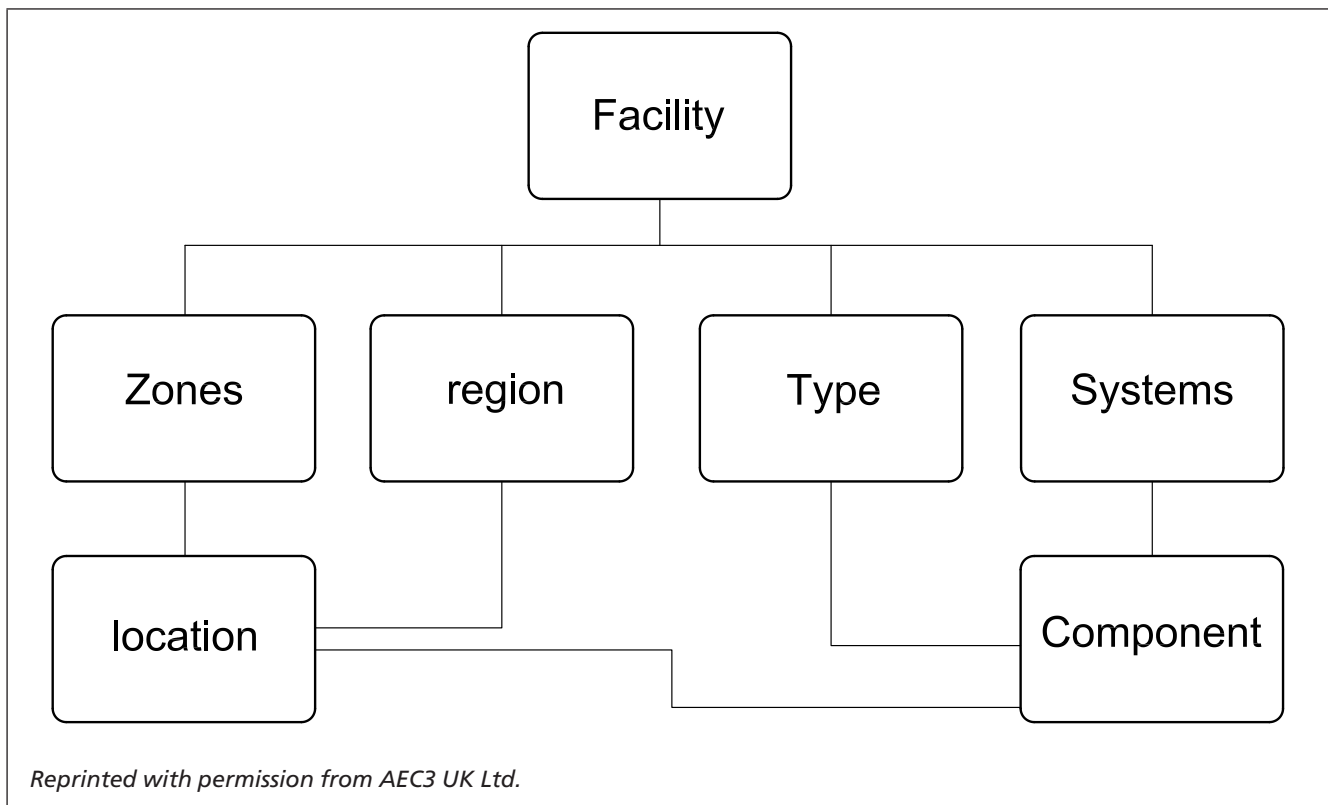 Facility
Zones
region
Type
Systems
location
Component
Reprinted with permission from AEC3 UK Ltd.